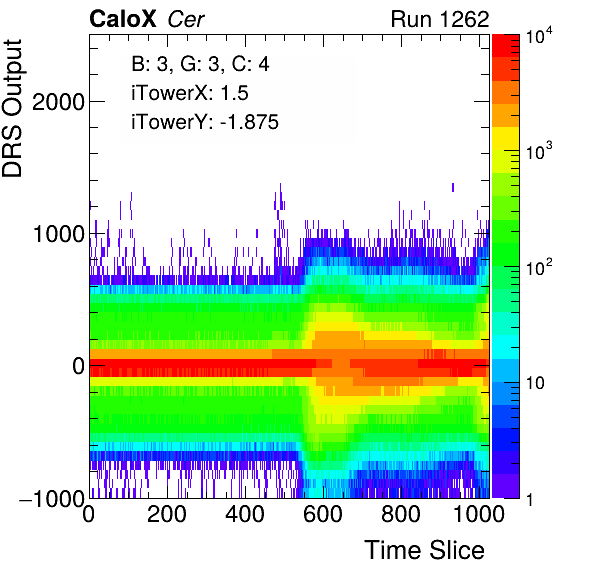 CaloX Cer Run 1262
DRS Output
B: 3, G: 3, C: 4
iTowerX: 1.5
iTowerY: -1.875
2000
1000
0
−1000
0 200 400 600 800 1000
Time Slice
10⁴
10³
10²
10
1